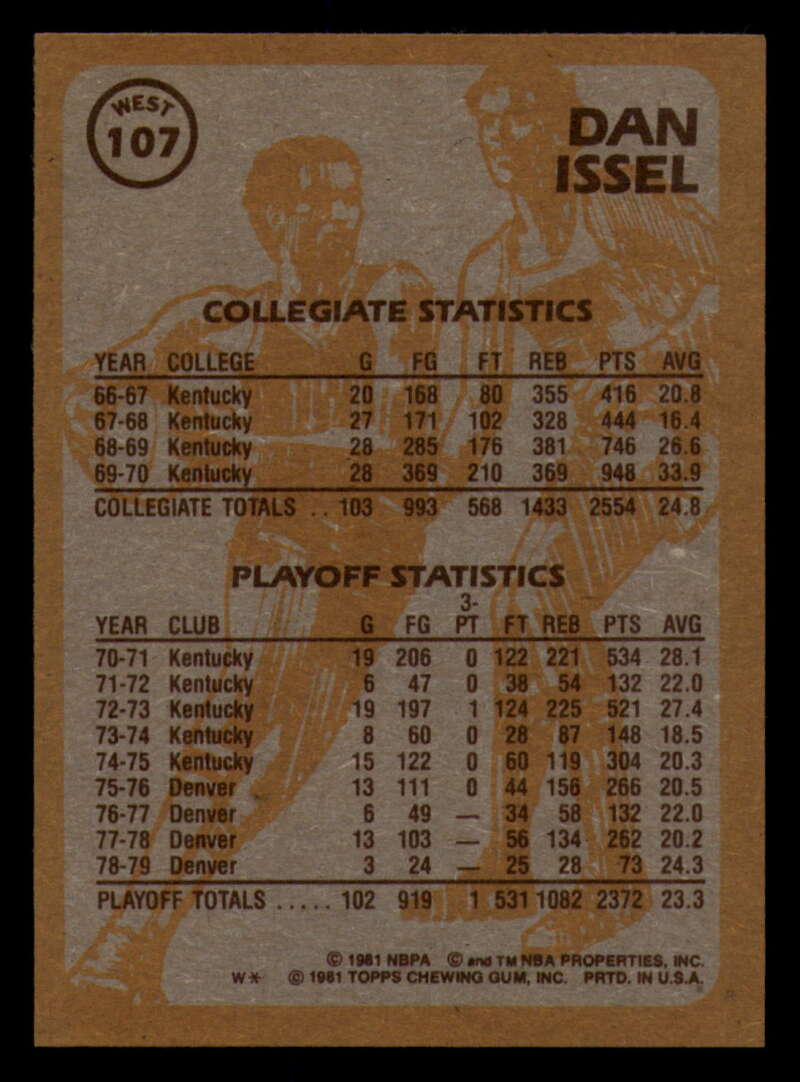 WEST
107
DAN
ISSEL
COLLEGIATE STATISTICS
YEAR COLLEGE G FG FT REB PTS AVG
66-67 Kentucky 20 168 80 355 416 20.8
67-68 Kentucky 27 171 102 328 444 16.4
68-69 Kentucky 28 285 176 381 746 26.6
69-70 Kentucky 28 369 210 369 948 33.9
COLLEGIATE TOTALS .. 103 993 568 1433 2554 24.8
PLAYOFF STATISTICS
YEAR CLUB G FG 3-PT FT REB PTS AVG
70-71 Kentucky 19 206 0 122 221 534 28.1
71-72 Kentucky 6 47 0 38 54 132 22.0
72-73 Kentucky 19 197 1 124 225 521 27.4
73-74 Kentucky 8 60 0 28 87 148 18.5
74-75 Kentucky 15 122 0 60 119 304 20.3
75-76 Denver 13 111 0 44 156 266 20.5
76-77 Denver 6 49 — 34 58 132 22.0
77-78 Denver 13 103 — 56 134 262 20.2
78-79 Denver 3 24 — 25 28 73 24.3
PLAYOFF TOTALS ..... 102 919 1 531 1082 2372 23.3
© 1981 NBPA © and TM NBA PROPERTIES, INC.
W* © 1981 TOPPS CHEWING GUM, INC. PRTD. IN U.S.A.